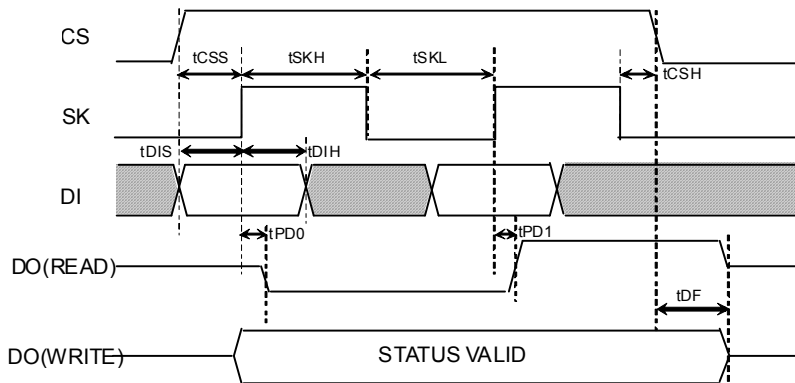 CS
tCSS tSKH tSKL
tCSH
SK
tDIS tDIH
DI
tPD0 tPD1
DO(READ)
tDF
DO(WRITE) STATUS VALID